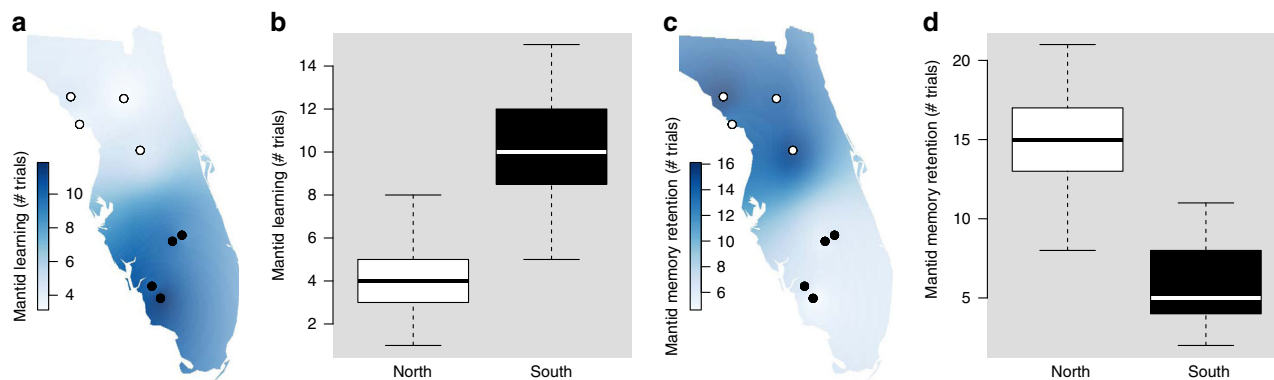 a
Mantid learning (# trials)
10
8
6
4
b
Mantid learning (# trials)
14
12
10
8
6
4
2
North South
c
Mantid memory retention (# trials)
16
14
12
10
8
6
d
Mantid memory retention (# trials)
20
15
10
5
North South